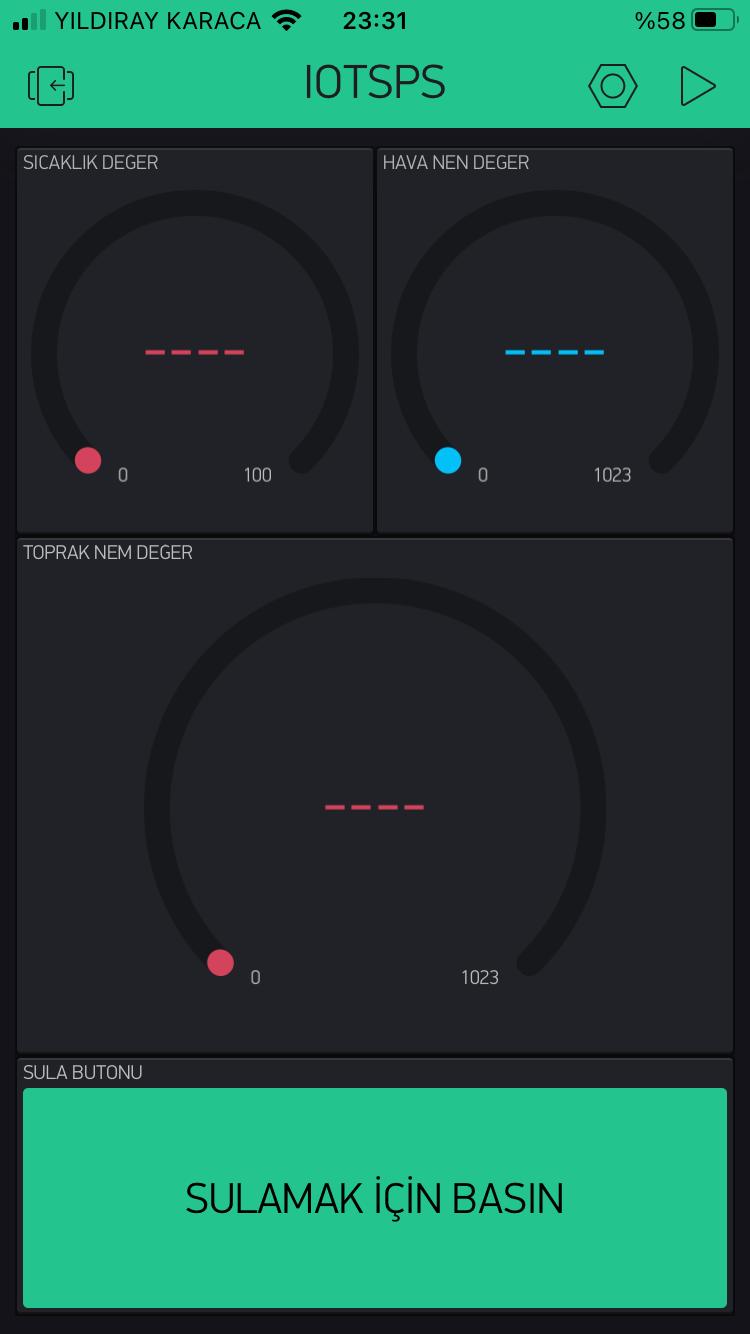 YILDIRAY KARACA 23:31 %58
IOTSPS
SICAKLIK DEGER
HAVA NEN DEGER
----
----
0 100
0 1023
TOPRAK NEM DEGER
----
0 1023
SULA BUTONU
SULAMAK İÇİN BASIN